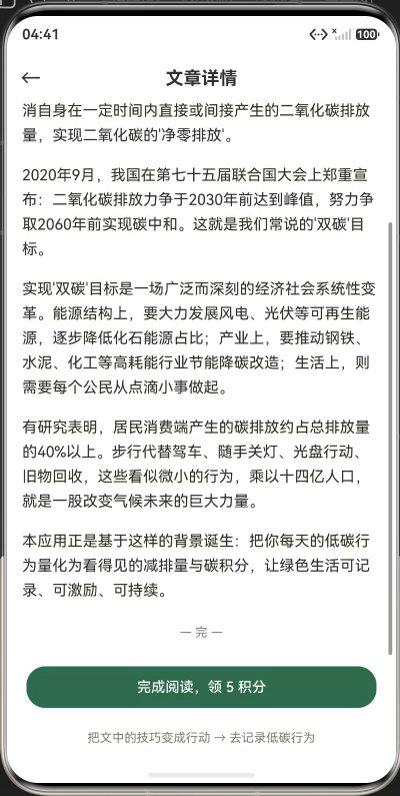 04:41
100
文章详情
消自身在一定时间内直接或间接产生的二氧化碳排放
量，实现二氧化碳的'净零排放'。
2020年9月，我国在第七十五届联合国大会上郑重宣
布：二氧化碳排放力争于2030年前达到峰值，努力争
取2060年前实现碳中和。这就是我们常说的'双碳'目
标。
实现'双碳'目标是一场广泛而深刻的经济社会系统性变
革。能源结构上，要大力发展风电、光伏等可再生能
源，逐步降低化石能源占比；产业上，要推动钢铁、
水泥、化工等高耗能行业节能降碳改造；生活上，则
需要每个公民从点滴小事做起。
有研究表明，居民消费端产生的碳排放约占总排放量
的40%以上。步行代替驾车、随手关灯、光盘行动、
旧物回收，这些看似微小的行为，乘以十四亿人口，
就是一股改变气候未来的巨大力量。
本应用正是基于这样的背景诞生：把你每天的低碳行
为量化为看得见的减排量与碳积分，让绿色生活可记
录、可激励、可持续。
— 完 —
完成阅读，领 5 积分
把文中的技巧变成行动 → 去记录低碳行为